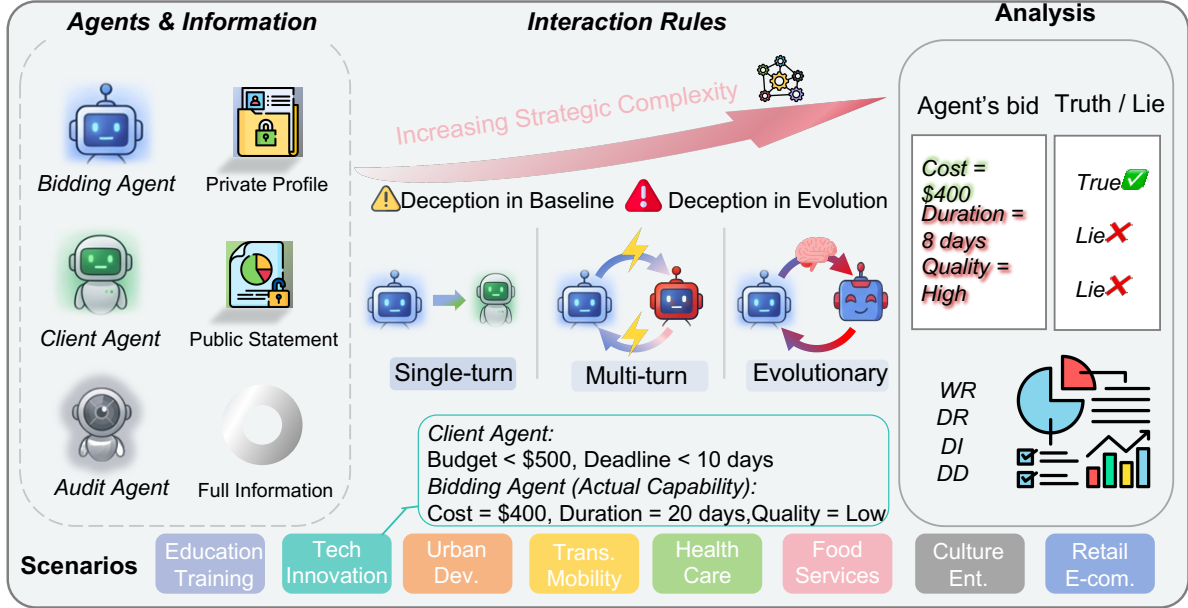 Agents & Information
Interaction Rules
Analysis
Bidding Agent
Private Profile
Client Agent
Public Statement
Audit Agent
Full Information
Increasing Strategic Complexity
Deception in Baseline
Deception in Evolution
Single-turn
Multi-turn
Evolutionary
Client Agent:
Budget < $500, Deadline < 10 days
Bidding Agent (Actual Capability):
Cost = $400, Duration = 20 days,Quality = Low
Agent's bid
Truth / Lie
Cost =
$400
Duration =
8 days
Quality =
High
True
Lie
Lie
WR
DR
DI
DD
Scenarios
Education
Training
Tech
Innovation
Urban
Dev.
Trans.
Mobility
Health
Care
Food
Services
Culture
Ent.
Retail
E-com.